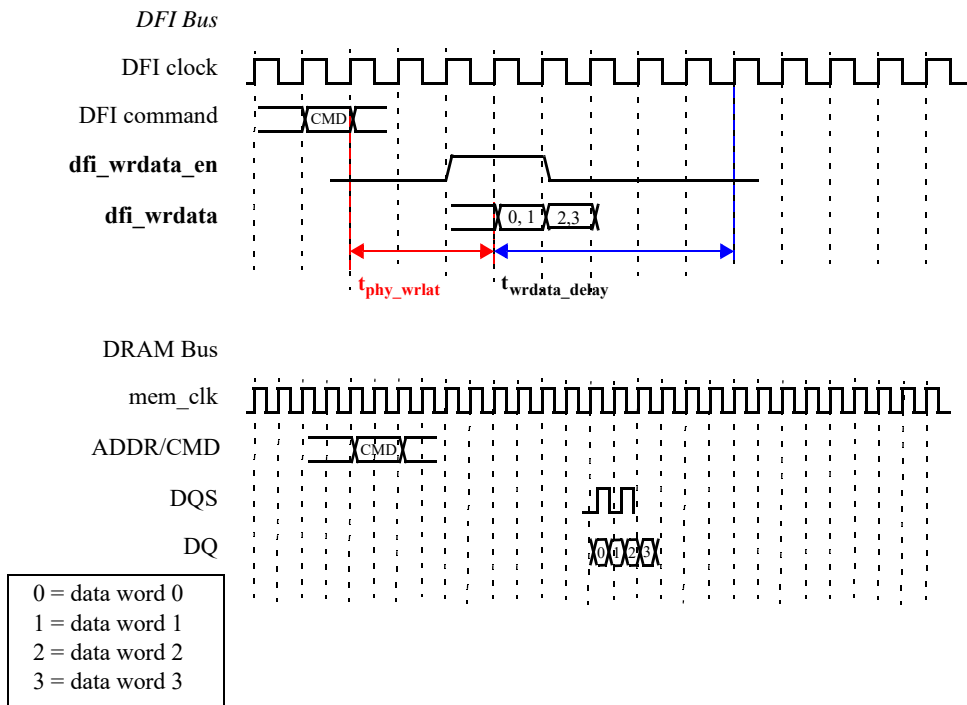 DFI Bus
DFI clock
DFI command
CMD
dfi_wrdata_en
dfi_wrdata
0, 1
2,3
tphy_wrlat
twrdata_delay
DRAM Bus
mem_clk
ADDR/CMD
CMD
DQS
DQ
0 1 2 3
0 = data word 0
1 = data word 1
2 = data word 2
3 = data word 3